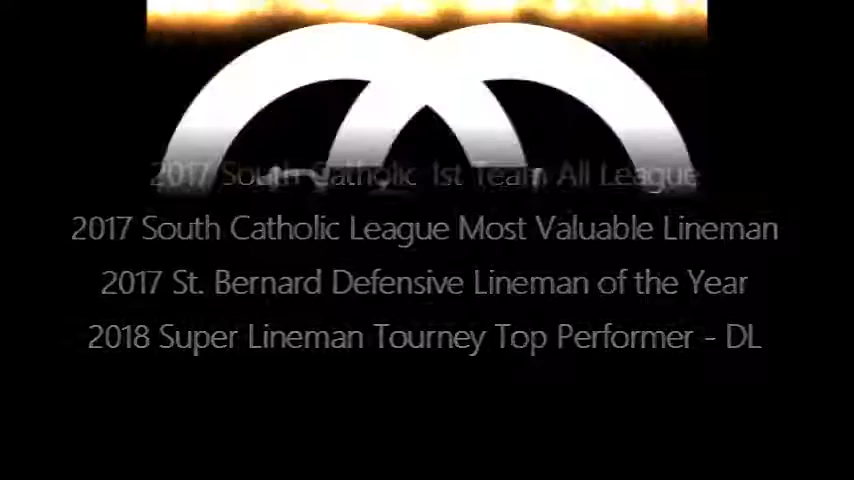 2017 South Catholic 1st Team All League
2017 South Catholic League Most Valuable Lineman
2017 St. Bernard Defensive Lineman of the Year
2018 Super Lineman Tourney Top Performer - DL